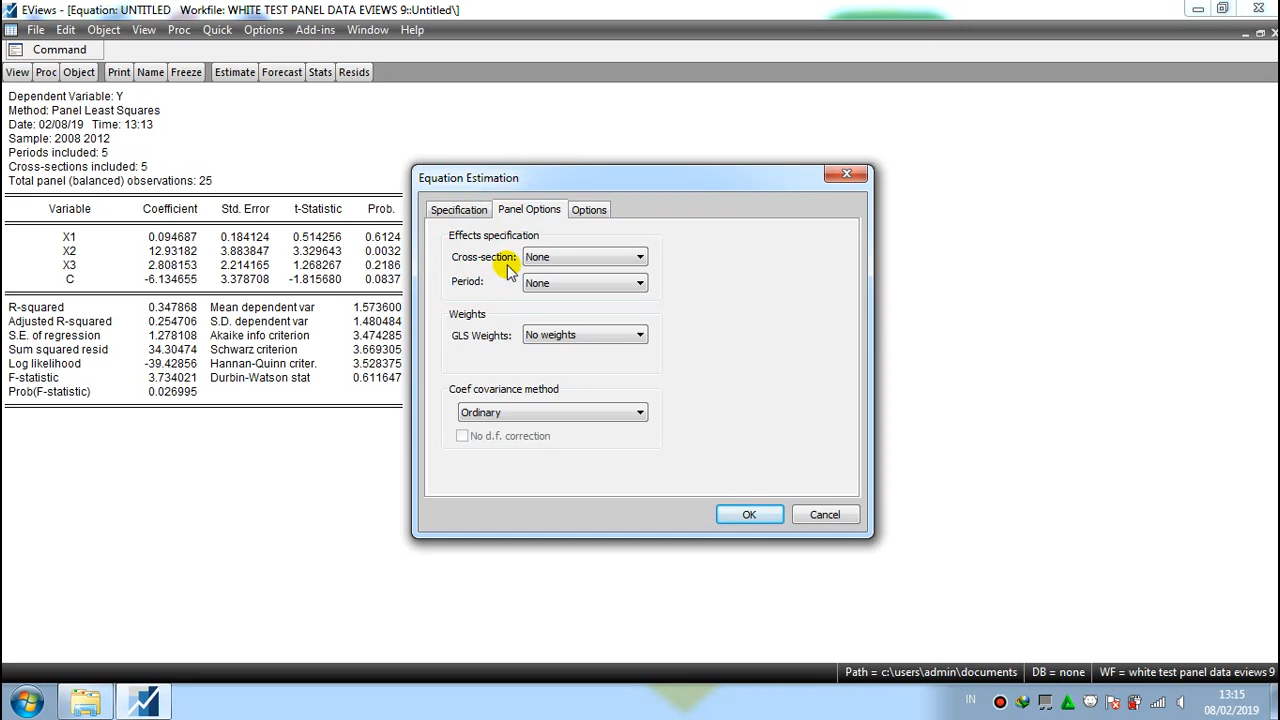 EViews - [Equation: UNTITLED   Workfile: WHITE TEST PANEL DATA EVIEWS 9::Untitled\]
File Edit Object View Proc Quick Options Add-ins Window Help
Command
View Proc Object Print Name Freeze Estimate Forecast Stats Resids
Dependent Variable: Y
Method: Panel Least Squares
Date: 02/08/19   Time: 13:13
Sample: 2008 2012
Periods included: 5
Cross-sections included: 5
Total panel (balanced) observations: 25
Variable Coefficient Std. Error t-Statistic Prob.
X1 0.094687 0.184124 0.514256 0.6124
X2 12.93182 3.883847 3.329643 0.0032
X3 2.808153 2.214165 1.268267 0.2186
C -6.134655 3.378708 -1.815680 0.0837
R-squared 0.347868 Mean dependent var 1.573600
Adjusted R-squared 0.254706 S.D. dependent var 1.480484
S.E. of regression 1.278108 Akaike info criterion 3.474285
Sum squared resid 34.30474 Schwarz criterion 3.669305
Log likelihood -39.42856 Hannan-Quinn criter. 3.528375
F-statistic 3.734021 Durbin-Watson stat 0.611647
Prob(F-statistic) 0.026995
Equation Estimation
Specification Panel Options Options
Effects specification
Cross-section: None
Period: None
Weights
GLS Weights: No weights
Coef covariance method
Ordinary
No d.f. correction
OK Cancel
Path = c:\users\admin\documents DB = none WF = white test panel data eviews 9
IN 13:15
08/02/2019